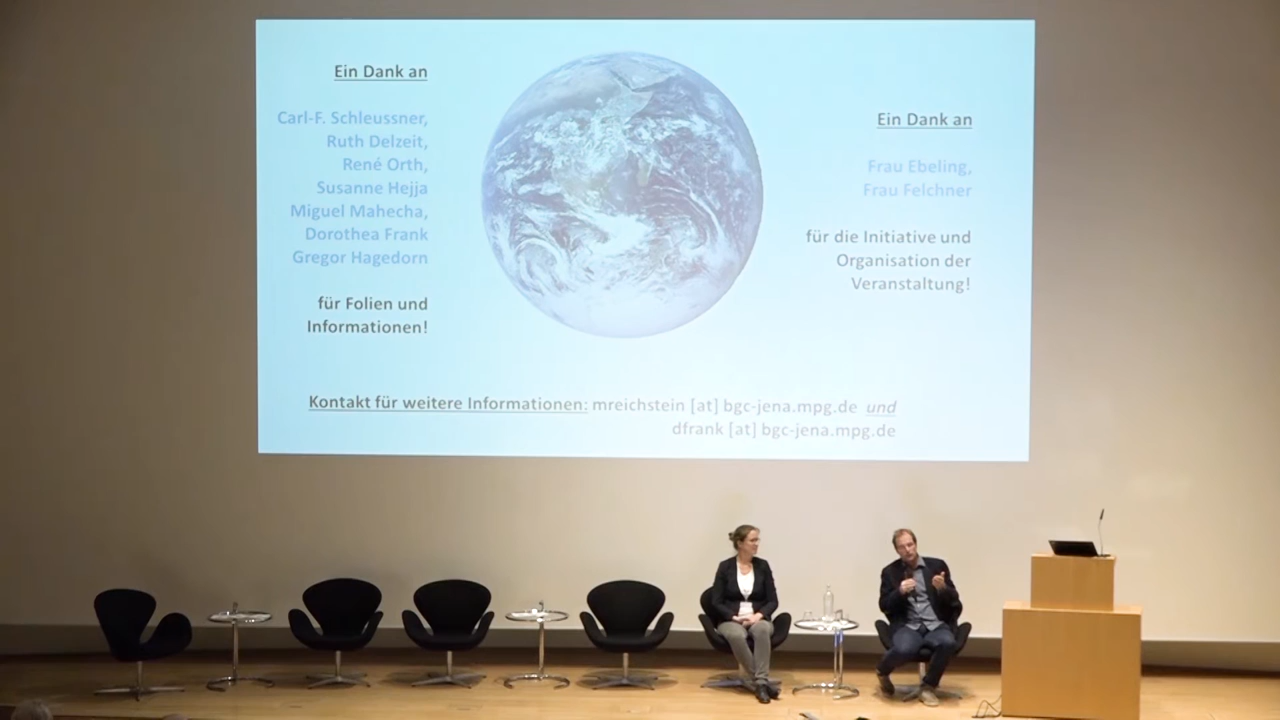 Ein Dank an
Carl-F. Schleussner,
Ruth Delzeit,
René Orth,
Susanne Hejja
Miguel Mahecha,
Dorothea Frank
Gregor Hagedorn
für Folien und
Informationen!
Ein Dank an
Frau Ebeling,
Frau Felchner
für die Initiative und
Organisation der
Veranstaltung!
Kontakt für weitere Informationen: mreichstein [at] bgc-jena.mpg.de und
dfrank [at] bgc-jena.mpg.de